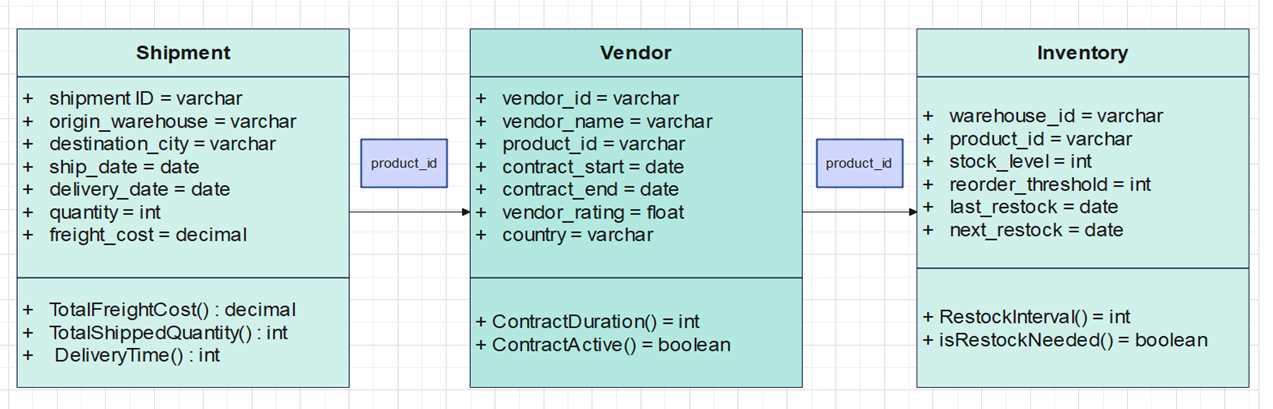 Shipment
+ shipment ID = varchar
+ origin_warehouse = varchar
+ destination_city = varchar
+ ship_date = date
+ delivery_date = date
+ quantity = int
+ freight_cost = decimal
+ TotalFreightCost() : decimal
+ TotalShippedQuantity() : int
+ DeliveryTime() : int
product_id
Vendor
+ vendor_id = varchar
+ vendor_name = varchar
+ product_id = varchar
+ contract_start = date
+ contract_end = date
+ vendor_rating = float
+ country = varchar
+ ContractDuration() = int
+ ContractActive() = boolean
product_id
Inventory
+ warehouse_id = varchar
+ product_id = varchar
+ stock_level = int
+ reorder_threshold = int
+ last_restock = date
+ next_restock = date
+ RestockInterval() = int
+ isRestockNeeded() = boolean